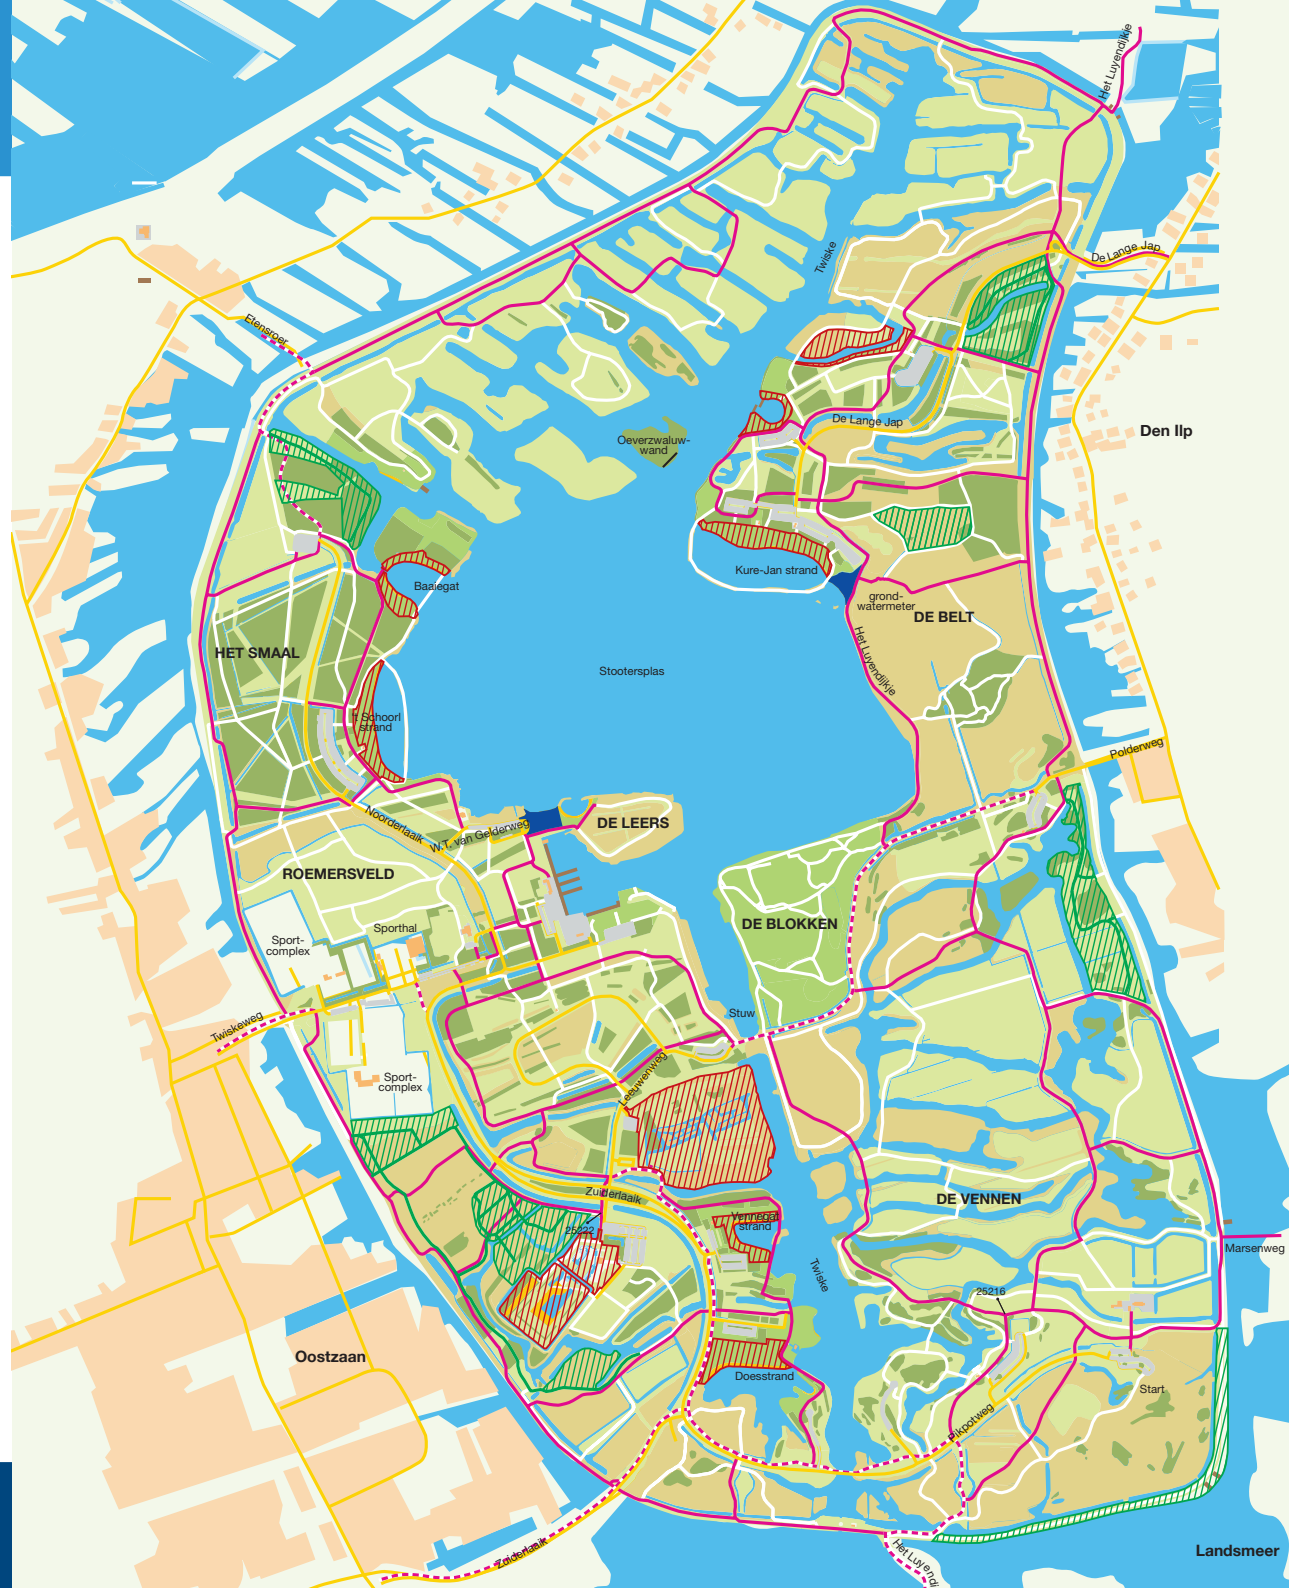 Het Luyendijkje
De Lange Jap
Twiske
Etensroer
De Lange Jap
Den Ilp
Oeverzwaluw-
wand
Kure-Jan strand
Baaiegat
grond-
watermeter
DE BELT
HET SMAAL
Het Luyendijkje
Stootersplas
't Schoorl
strand
Polderweg
Noorderlaaik
W.T. van Gelderweg
DE LEERS
ROEMERSVELD
Sporthal
DE BLOKKEN
Sport-
complex
Stuw
Twiskeweg
Sport-
complex
Leeuwenweg
Zuiderlaaik
DE VENNEN
25222
Vennegat
strand
Marsenweg
Twiske
25216
Oostzaan
Doesstrand
Start
Pikpotweg
Zuiderlaaik
Het Luyendi
Landsmeer